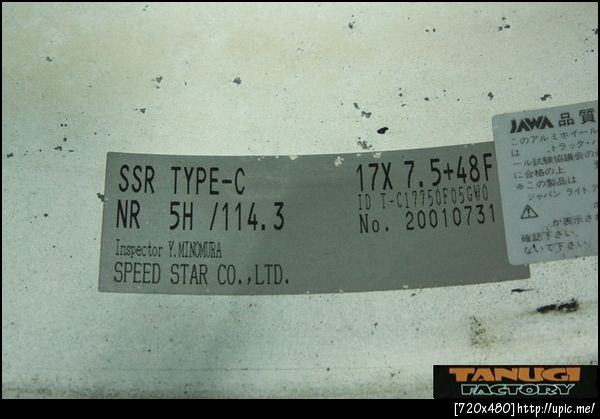 SSR TYPE-C 17X 7.5+48F
ID T-C17750F05GW0
NR 5H /114.3 No. 20010731
Inspector Y.MINOMURA
SPEED STAR CO.,LTD.
JAWA 品質
このアルミホイール
は、トラック・
ール試験協議会の
に合格の上
※この製品は
ジャパン ライト ア
⚠
が表示さ
確認下さい。
ないで下さい。
TANUGI
FACTORY
[720x480]http://upic.me/